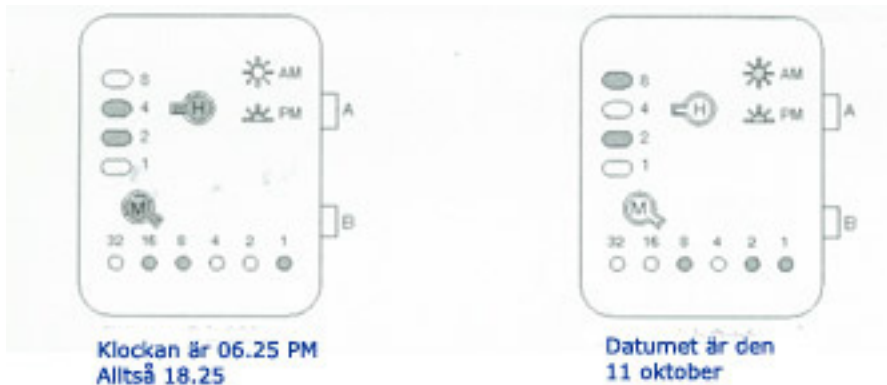 8
AM
4
H
PM
A
2
1
M
B
32 16 8 4 2 1
Klockan är 06.25 PM
Alltså 18.25
8
AM
4
H
PM
A
2
1
M
B
32 16 8 4 2 1
Datumet är den
11 oktober